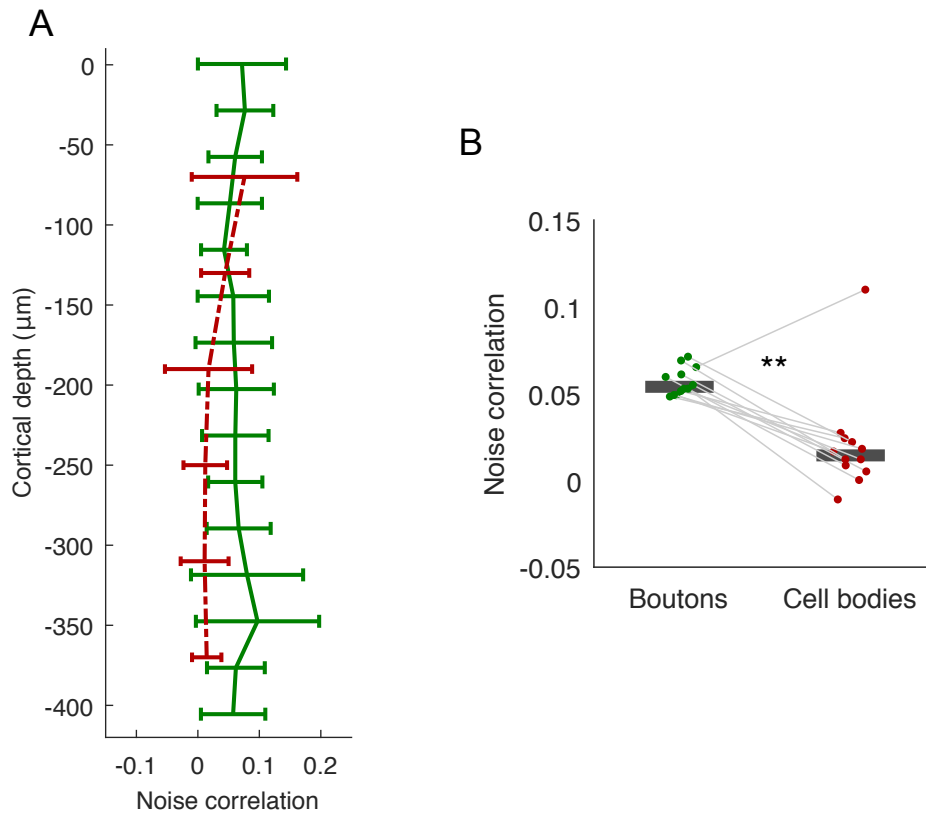 A
0
-50
-100
-150
-200
-250
-300
-350
-400
Cortical depth (µm)
-0.1 0 0.1 0.2
Noise correlation
B
0.15
0.1
0.05
0
-0.05
Noise correlation
**
Boutons Cell bodies